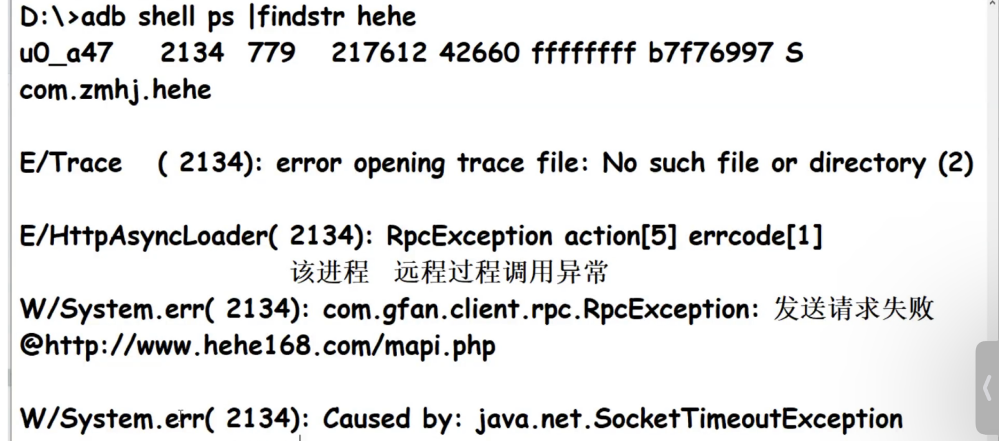 D:\>adb shell ps |findstr hehe
u0_a47 2134 779 217612 42660 ffffffff b7f76997 S
com.zmhj.hehe
E/Trace ( 2134): error opening trace file: No such file or directory (2)
E/HttpAsyncLoader( 2134): RpcException action[5] errcode[1]
该进程 远程过程调用异常
W/System.err( 2134): com.gfan.client.rpc.RpcException: 发送请求失败
@http://www.hehe168.com/mapi.php
W/System.err( 2134): Caused by: java.net.SocketTimeoutException